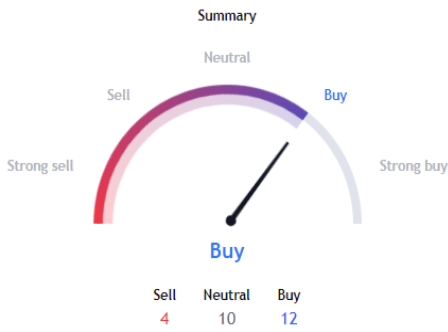 Summary
Neutral
Sell Buy
Strong sell Strong buy
Buy
Sell Neutral Buy
4 10 12